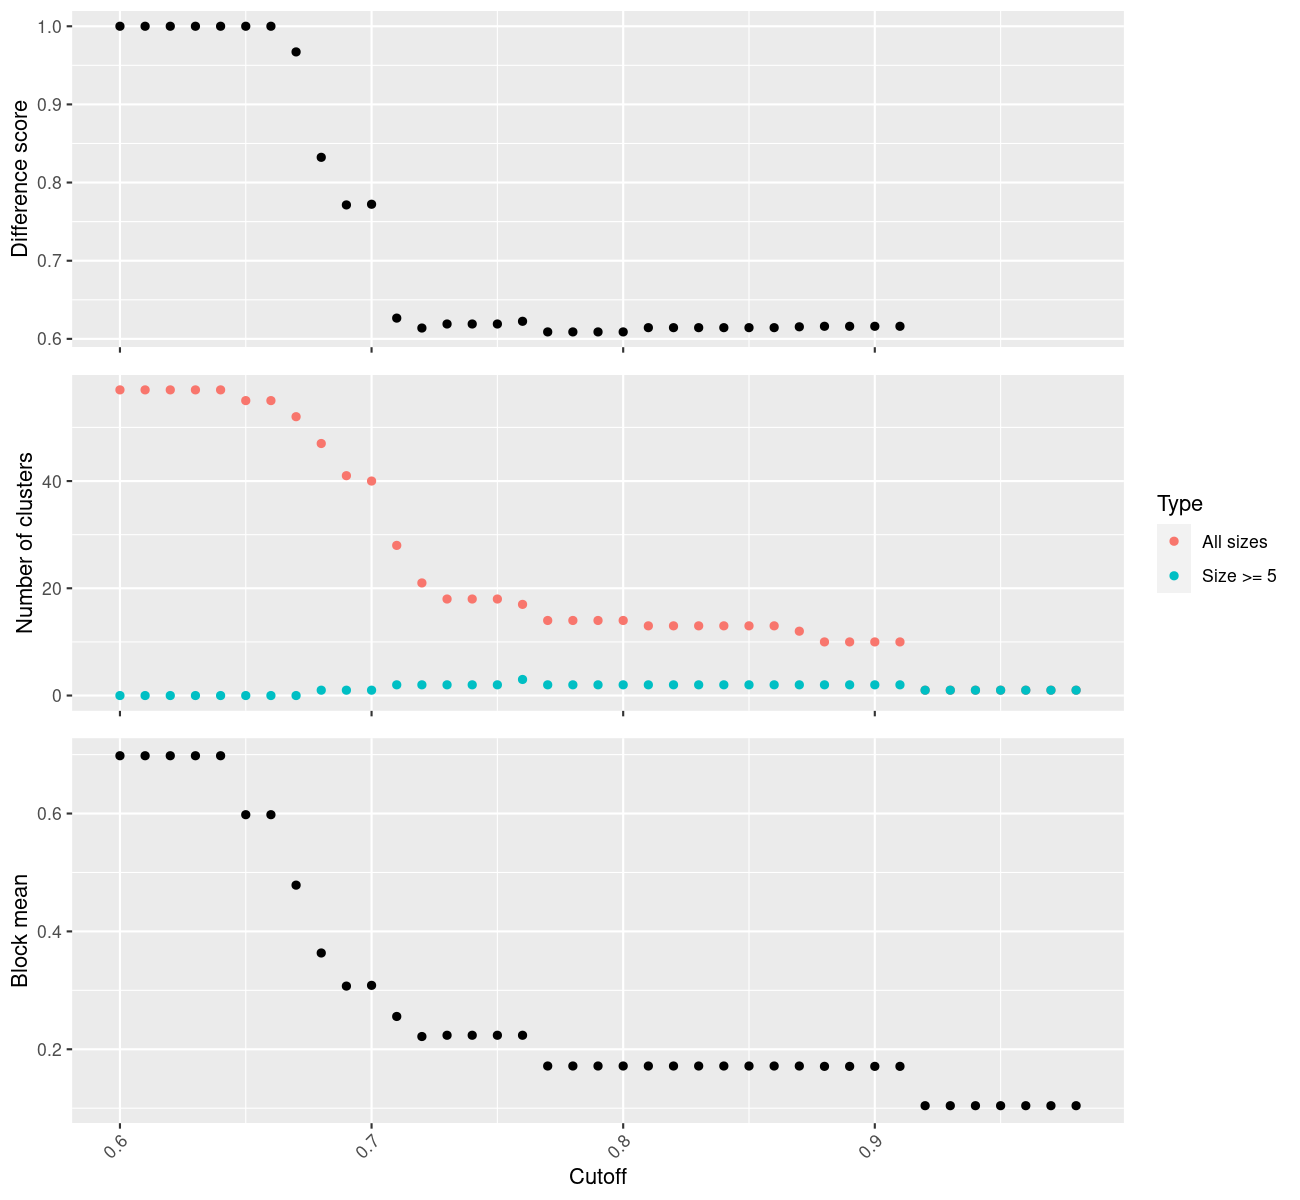 Difference score
1.0
0.9
0.8
0.7
0.6
Number of clusters
40
20
0
Type
All sizes
Size >= 5
Block mean
0.6
0.4
0.2
0.6
0.7
0.8
0.9
Cutoff